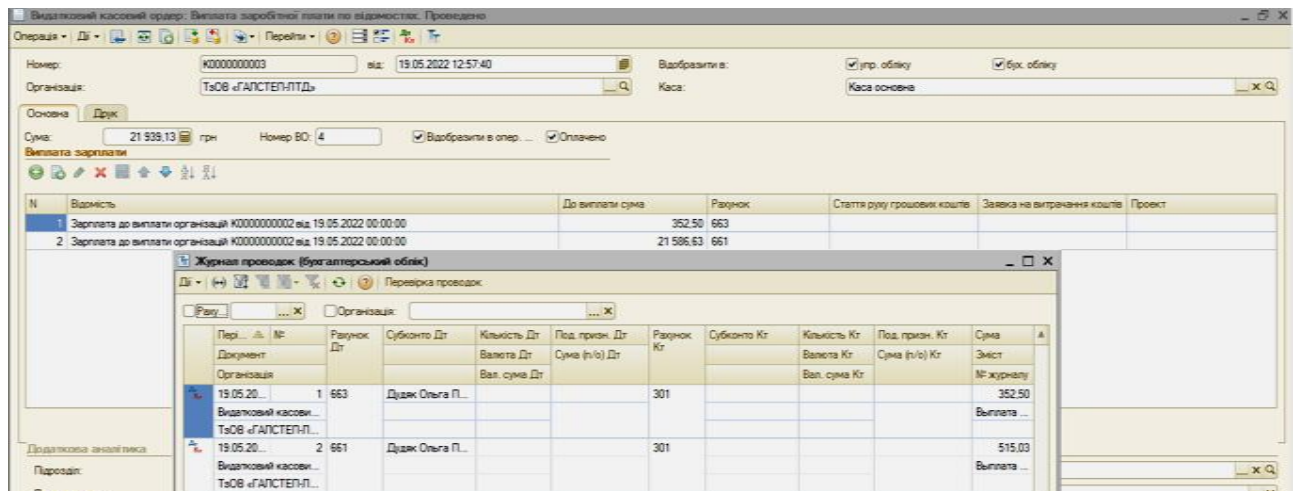 Видатковий касовий ордер: Виплата заробітної плати по відомостях. Проведено
Операція Дії Перейти
Номер: К0000000003 від: 19.05.2022 12:57:40 Відобразити в: упр. обліку бух. обліку
Організація: ТзОВ «ГАЛСТЕП-ЛТД» Каса: Каса основна
Основна Друк
Сума: 21 939,13 грн Номер ВО: 4 Відобразити в опер. ... Оплачено
Виплата зарплати
N Відомість До виплати сума Рахунок Стаття руху грошових коштів Заявка на витрачання коштів Проект
1 Зарплата до виплати організацій К0000000002 від 19.05.2022 00:00:00 352,50 663
2 Зарплата до виплати організацій К0000000002 від 19.05.2022 00:00:00 21 586,63 661
Журнал проводок (бухгалтерський облік)
Дії Перевірка проводок
Раху... ... Організація: ...
Пері... № Рахунок Дт Субконто Дт Кількість Дт Под. призн. Дт Рахунок Кт Субконто Кт Кількість Кт Под. призн. Кт Сума
Документ Валюта Дт Сума (п/о) Дт Валюта Кт Сума (п/о) Кт Зміст
Організація Вал. сума Дт Вал. сума Кт № журналу
19.05.20... 1 663 Дудяк Ольга П... 301 352,50
Видатковий касови... Виплата ...
ТзОВ «ГАЛСТЕП-Л...
19.05.20... 2 661 Дудяк Ольга П... 301 515,03
Видатковий касови... Виплата ...
ТзОВ «ГАЛСТЕП-Л...
Додаткова аналітика
Підрозділ: